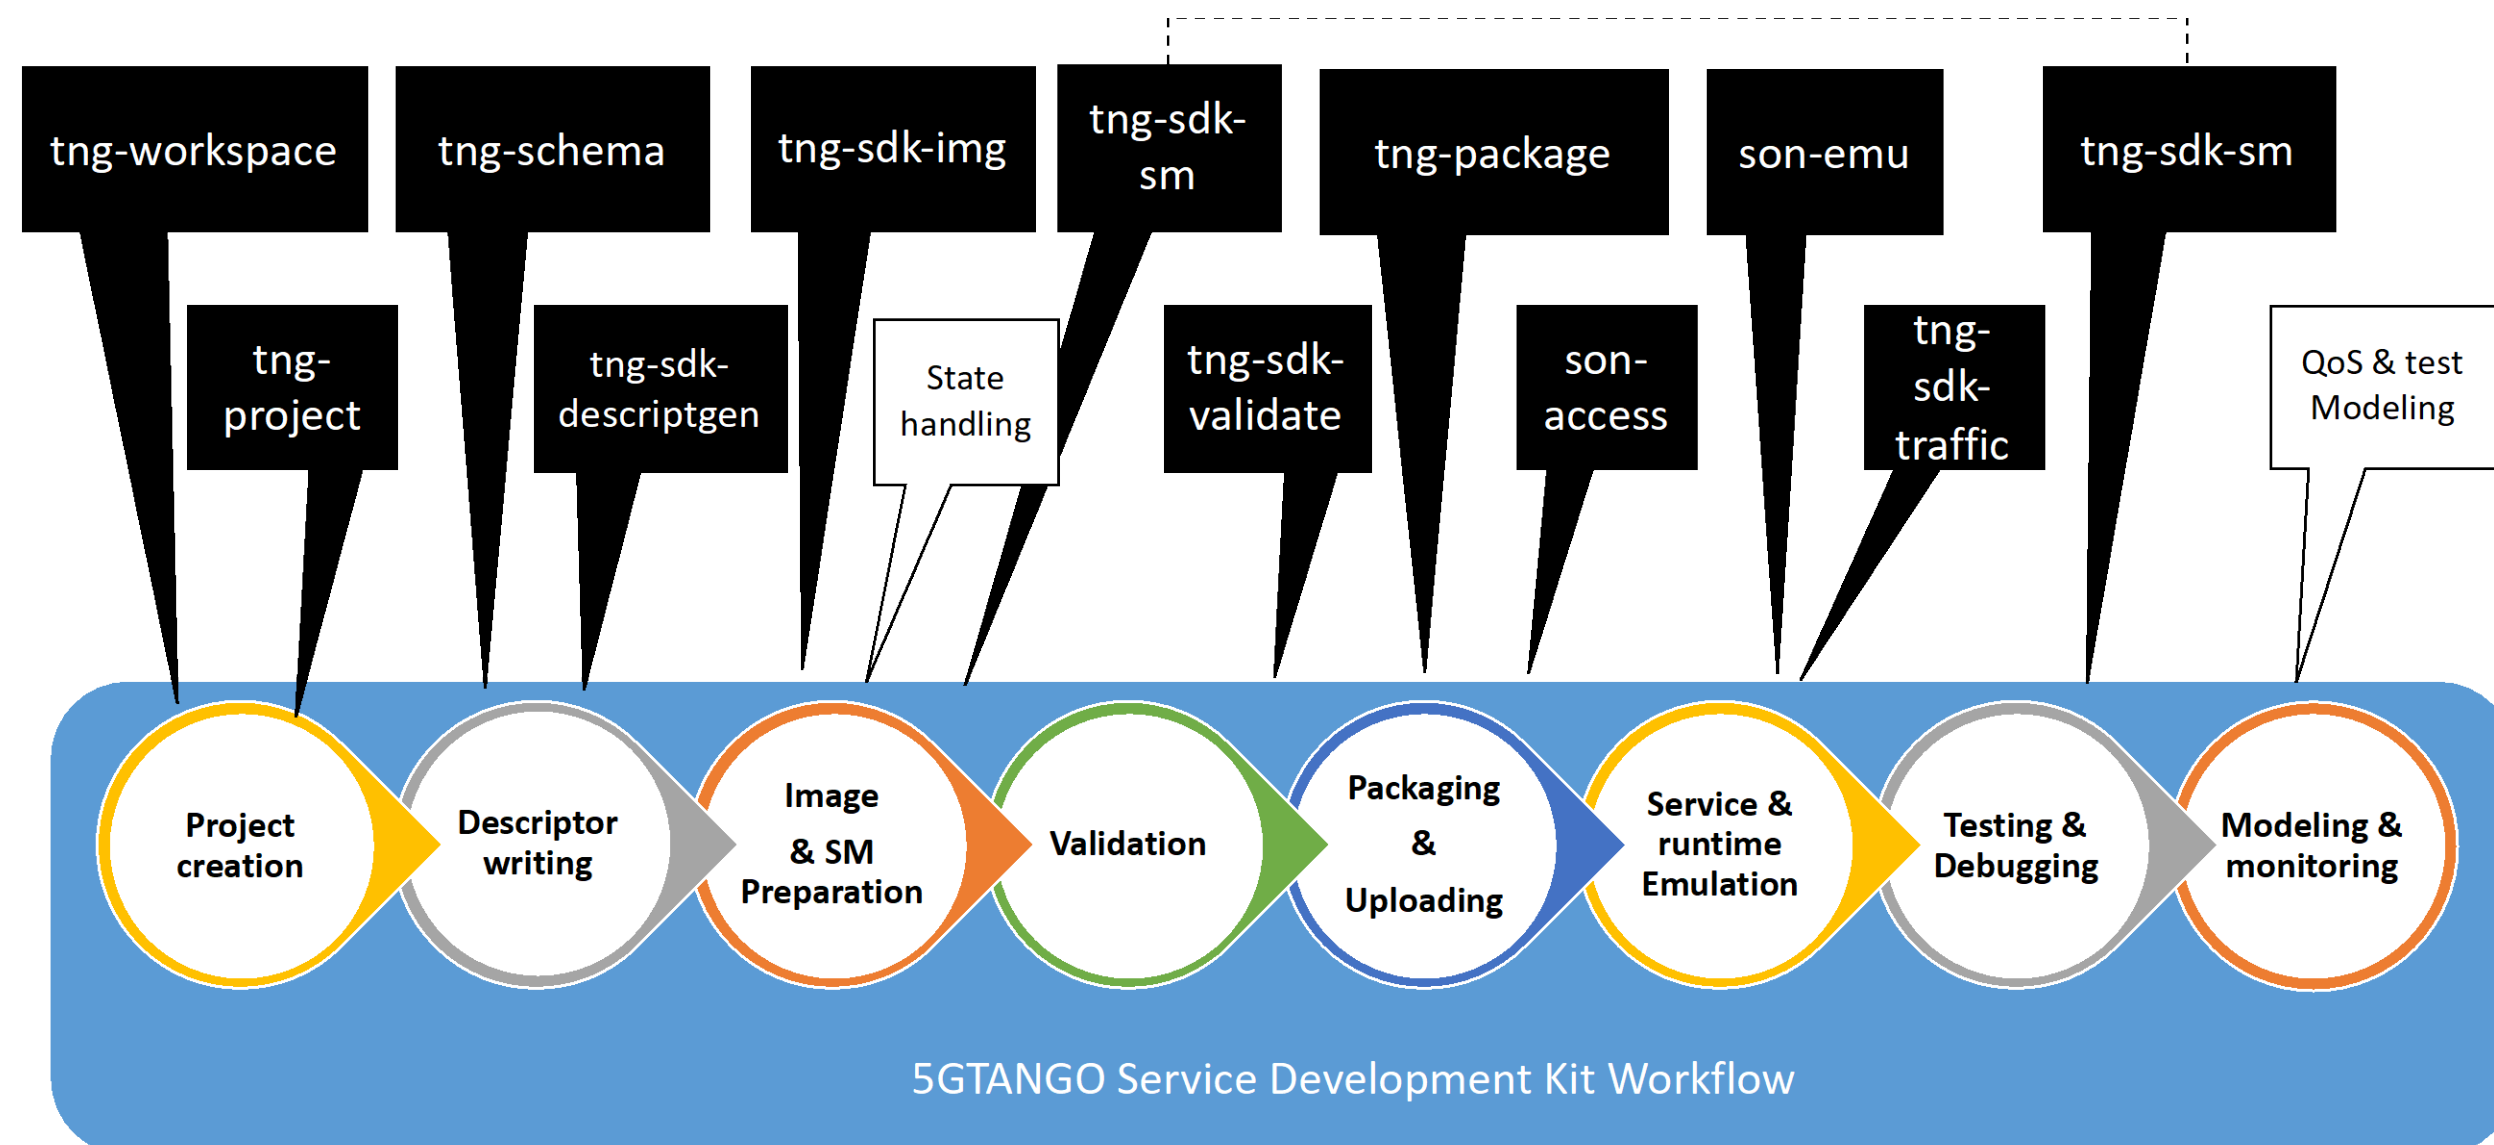 tng-workspace
tng-schema
tng-sdk-img
tng-sdk-
sm
tng-package
son-emu
tng-sdk-sm
tng-
project
tng-sdk-
descriptgen
State
handling
tng-sdk-
validate
son-
access
tng-
sdk-
traffic
QoS & test
Modeling
Project
creation
Descriptor
writing
Image
& SM
Preparation
Validation
Packaging
&
Uploading
Service &
runtime
Emulation
Testing &
Debugging
Modeling &
monitoring
5GTANGO Service Development Kit Workflow